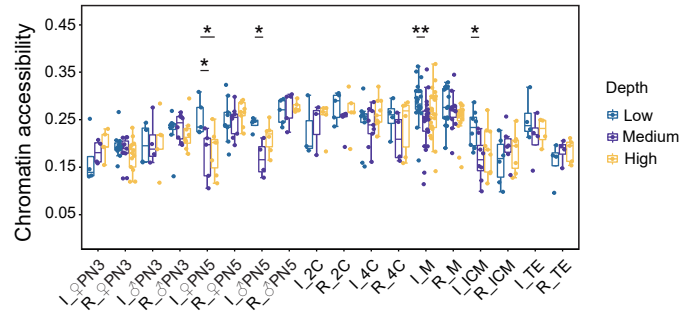 Chromatin accessibility
0.45
0.35
0.25
0.15
0.05
* * ** *
*
I_♀PN3
R_♀PN3
I_♂PN3
R_♂PN3
I_♀PN5
R_♀PN5
I_♂PN5
R_♂PN5
I_2C
R_2C
I_4C
R_4C
I_M
R_M
I_ICM
R_ICM
I_TE
R_TE
Depth
Low
Medium
High